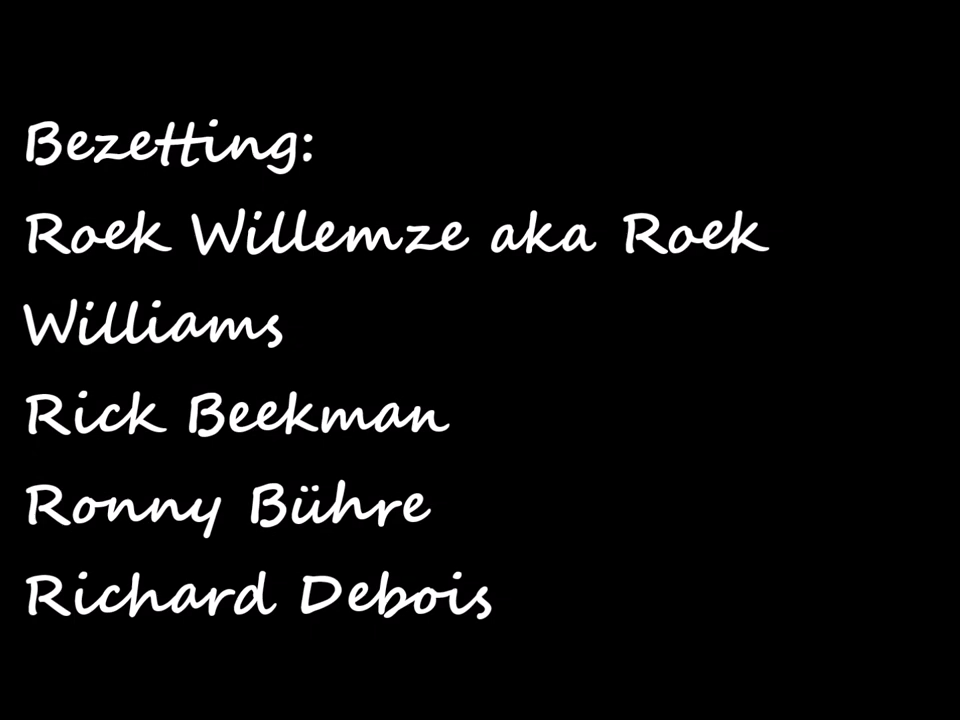 Bezetting:
Roek Willemze aka Roek
Williams
Rick Beekman
Ronny Bühre
Richard Debois